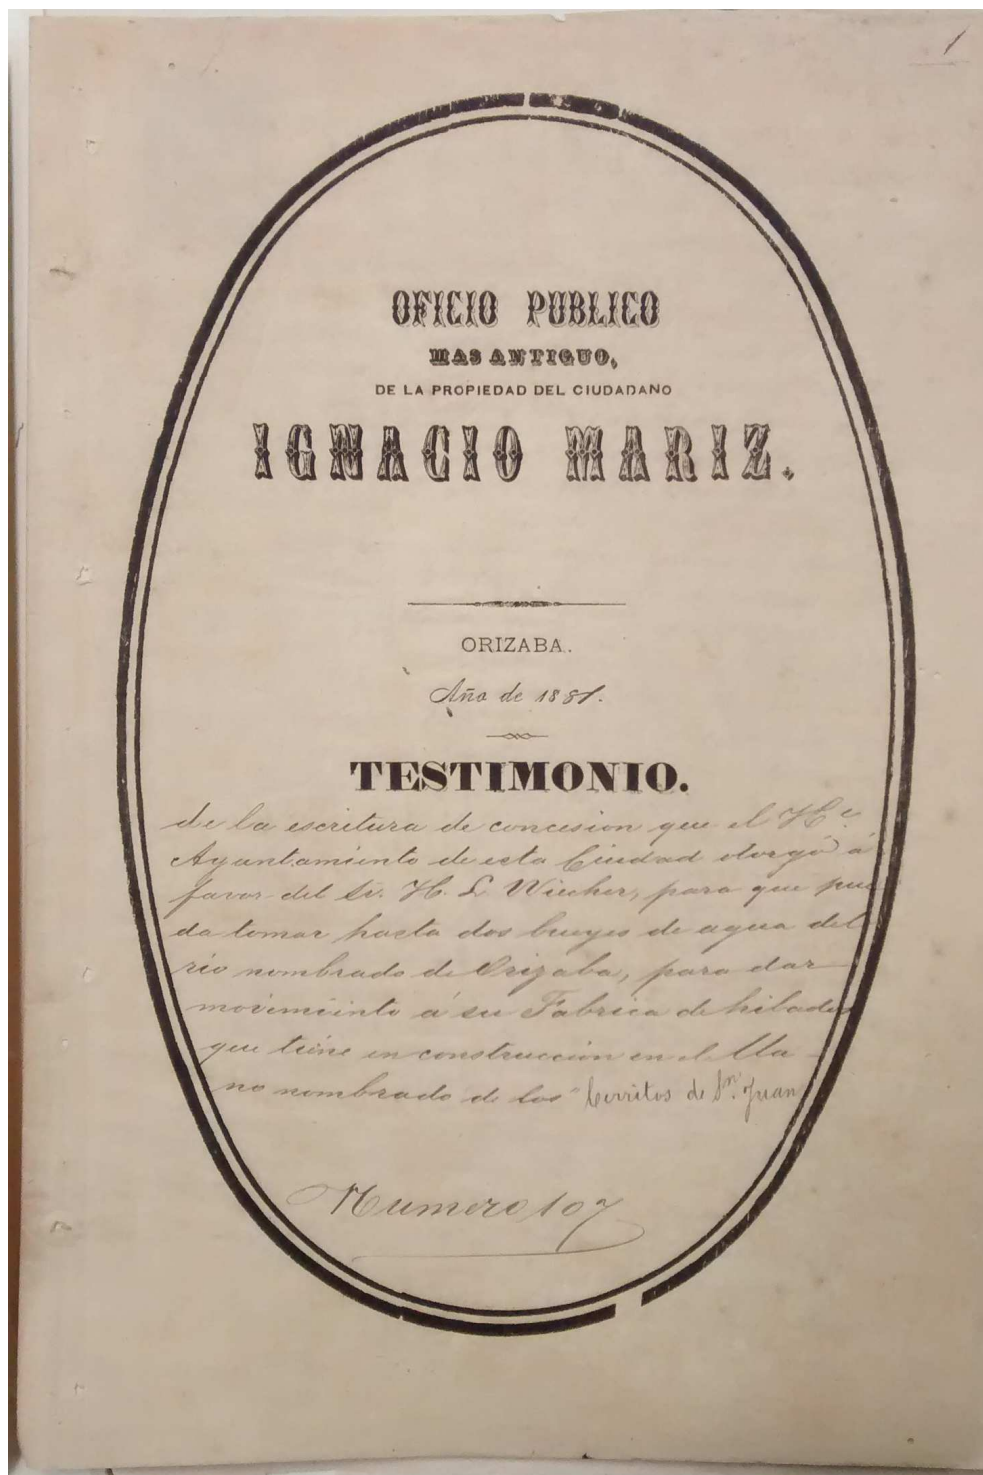 1
OFICIO PUBLICO
MAS ANTIGUO,
DE LA PROPIEDAD DEL CIUDADANO
IGNACIO MARIZ.
ORIZABA.
Año de 1881.
TESTIMONIO.
de la escritura de concesion que el H.e
Ayuntamiento de esta Ciudad otorgó á
favor del Sr. H. L Wiecher, para que pue
da tomar hasta dos bueyes de agua del
rio nombrado de Orizaba, para dar
movimiento á su Fabrica de hilados
que tiene en construccion en el Lla
no nombrado de los "Cerritos de Sn. Juan
Numero 107